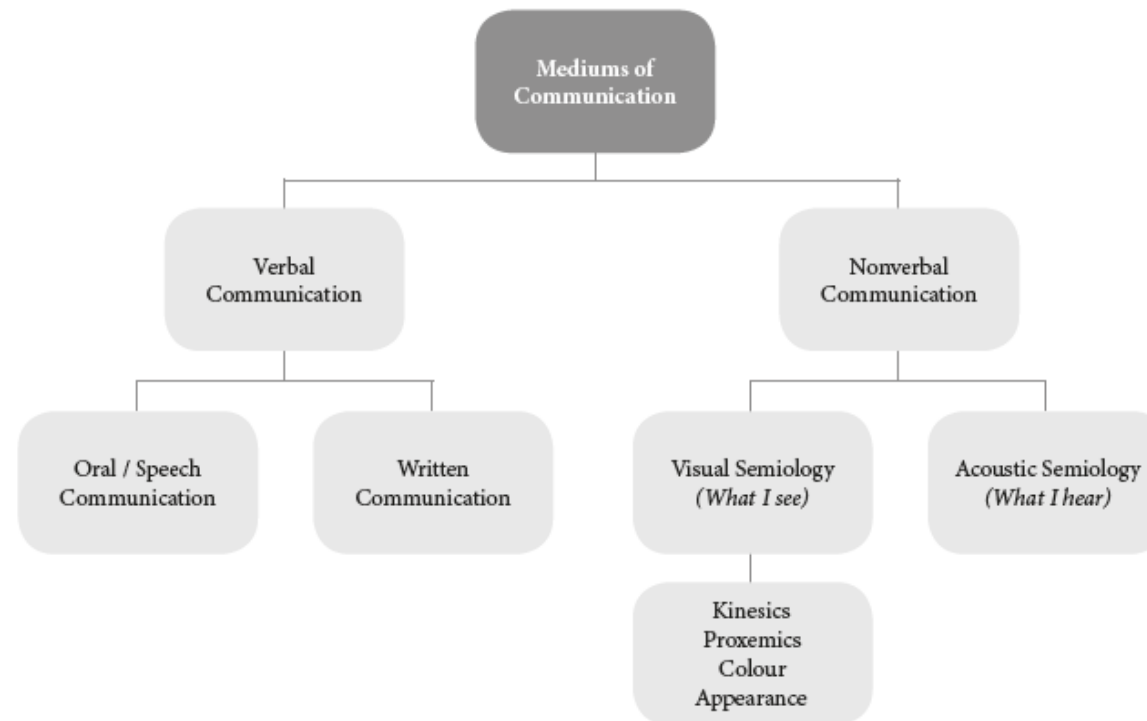 Mediums of
Communication
Verbal
Communication
Nonverbal
Communication
Oral / Speech
Communication
Written
Communication
Visual Semiology
(What I see)
Acoustic Semiology
(What I hear)
Kinesics
Proxemics
Colour
Appearance